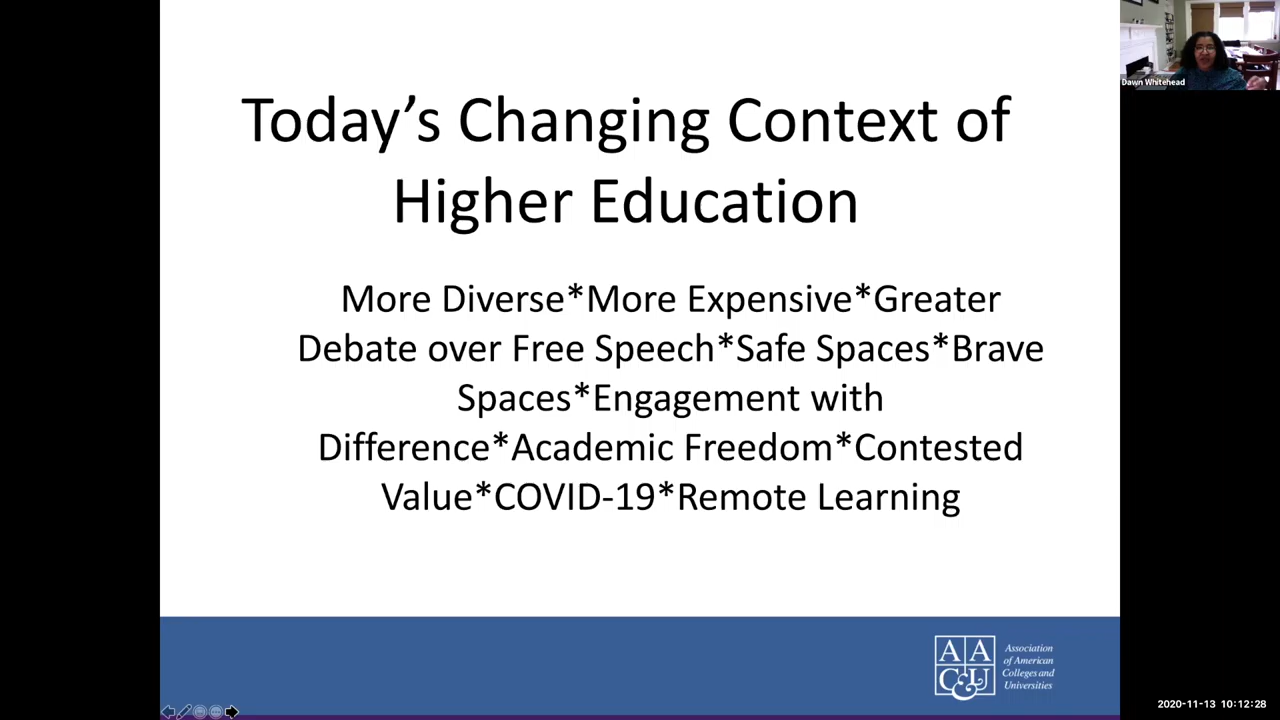 Today’s Changing Context of
Higher Education
More Diverse*More Expensive*Greater
Debate over Free Speech*Safe Spaces*Brave
Spaces*Engagement with
Difference*Academic Freedom*Contested
Value*COVID-19*Remote Learning
Dawn Whitehead
AAC&U
Association
of American
Colleges and
Universities
2020-11-13 10:12:28